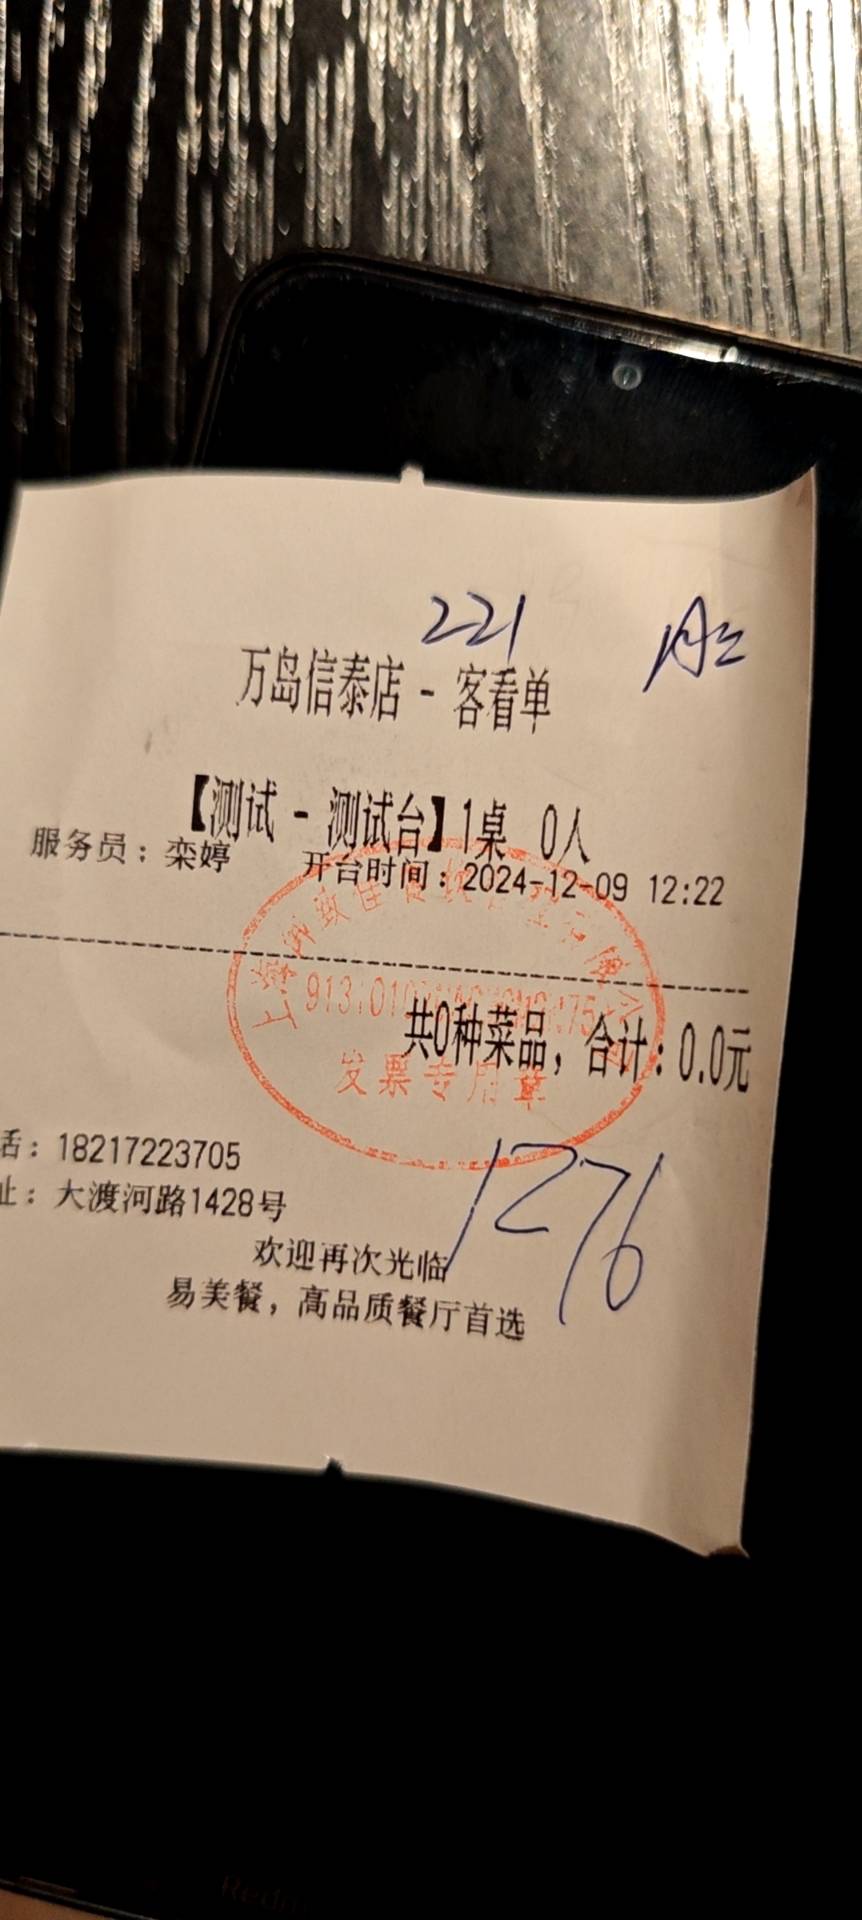 221
万岛信泰店 - 客看单
【测试 - 测试台】1桌 0人
服务员：栾婷 开台时间：2024-12-09 12:22
共0种菜品，合计：0.0元
发票专用章
话：18217223705
址：大渡河路1428号
1276
欢迎再次光临
易美餐，高品质餐厅首选
Redm